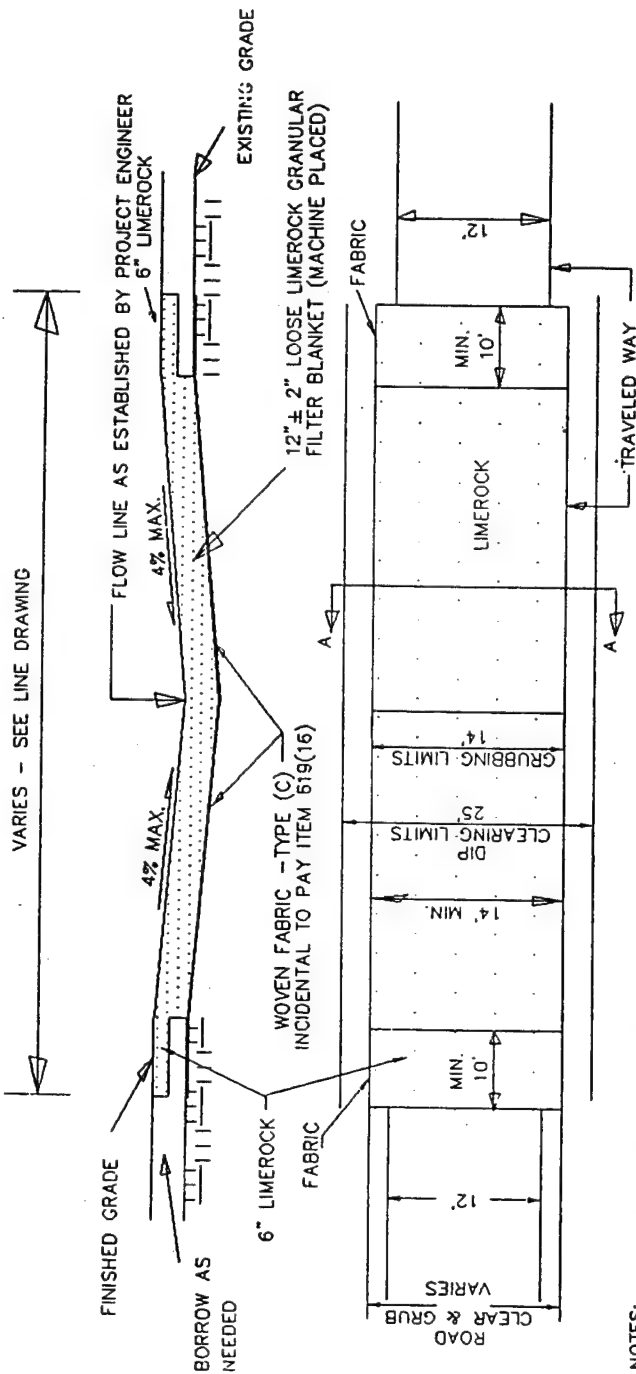 VARIES - SEE LINE DRAWING
FLOW LINE AS ESTABLISHED BY PROJECT ENGINEER
6" LIMEROCK
FINISHED GRADE
4% MAX.
4% MAX.
EXISTING GRADE
BORROW AS
NEEDED
12"± 2" LOOSE LIMEROCK GRANULAR
FILTER BLANKET (MACHINE PLACED)
WOVEN FABRIC -TYPE (C)
INCIDENTAL TO PAY ITEM 619(16)
6" LIMEROCK
FABRIC
FABRIC
MIN.
10'
MIN.
10'
12'
12'
ROAD
CLEAR & GRUB
VARIES
14' MIN.
DIP
25'
CLEARING LIMITS
14'
GRUBBING LIMITS
LIMEROCK
A
A
TRAVELED WAY
NOTES: